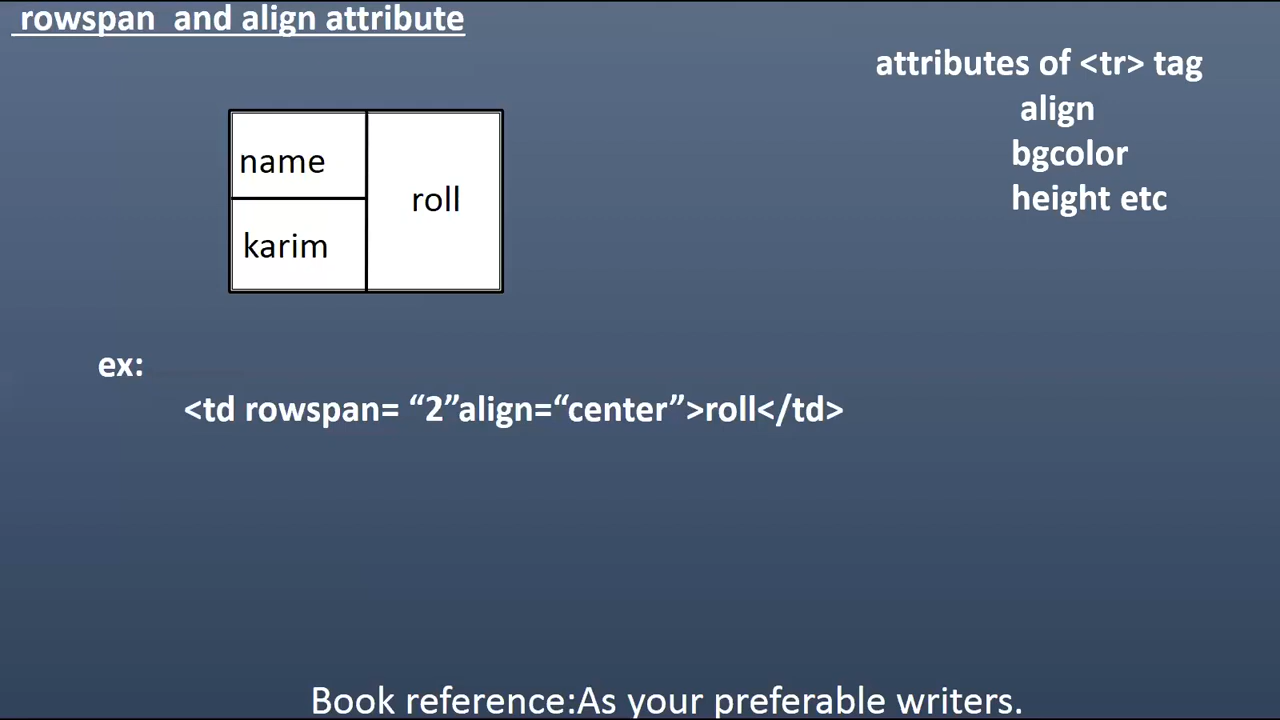 rowspan  and align attribute
attributes of <tr> tag
align
bgcolor
height etc
name
roll
karim
ex:
<td rowspan= “2”align=“center”>roll</td>
Book reference:As your preferable writers.